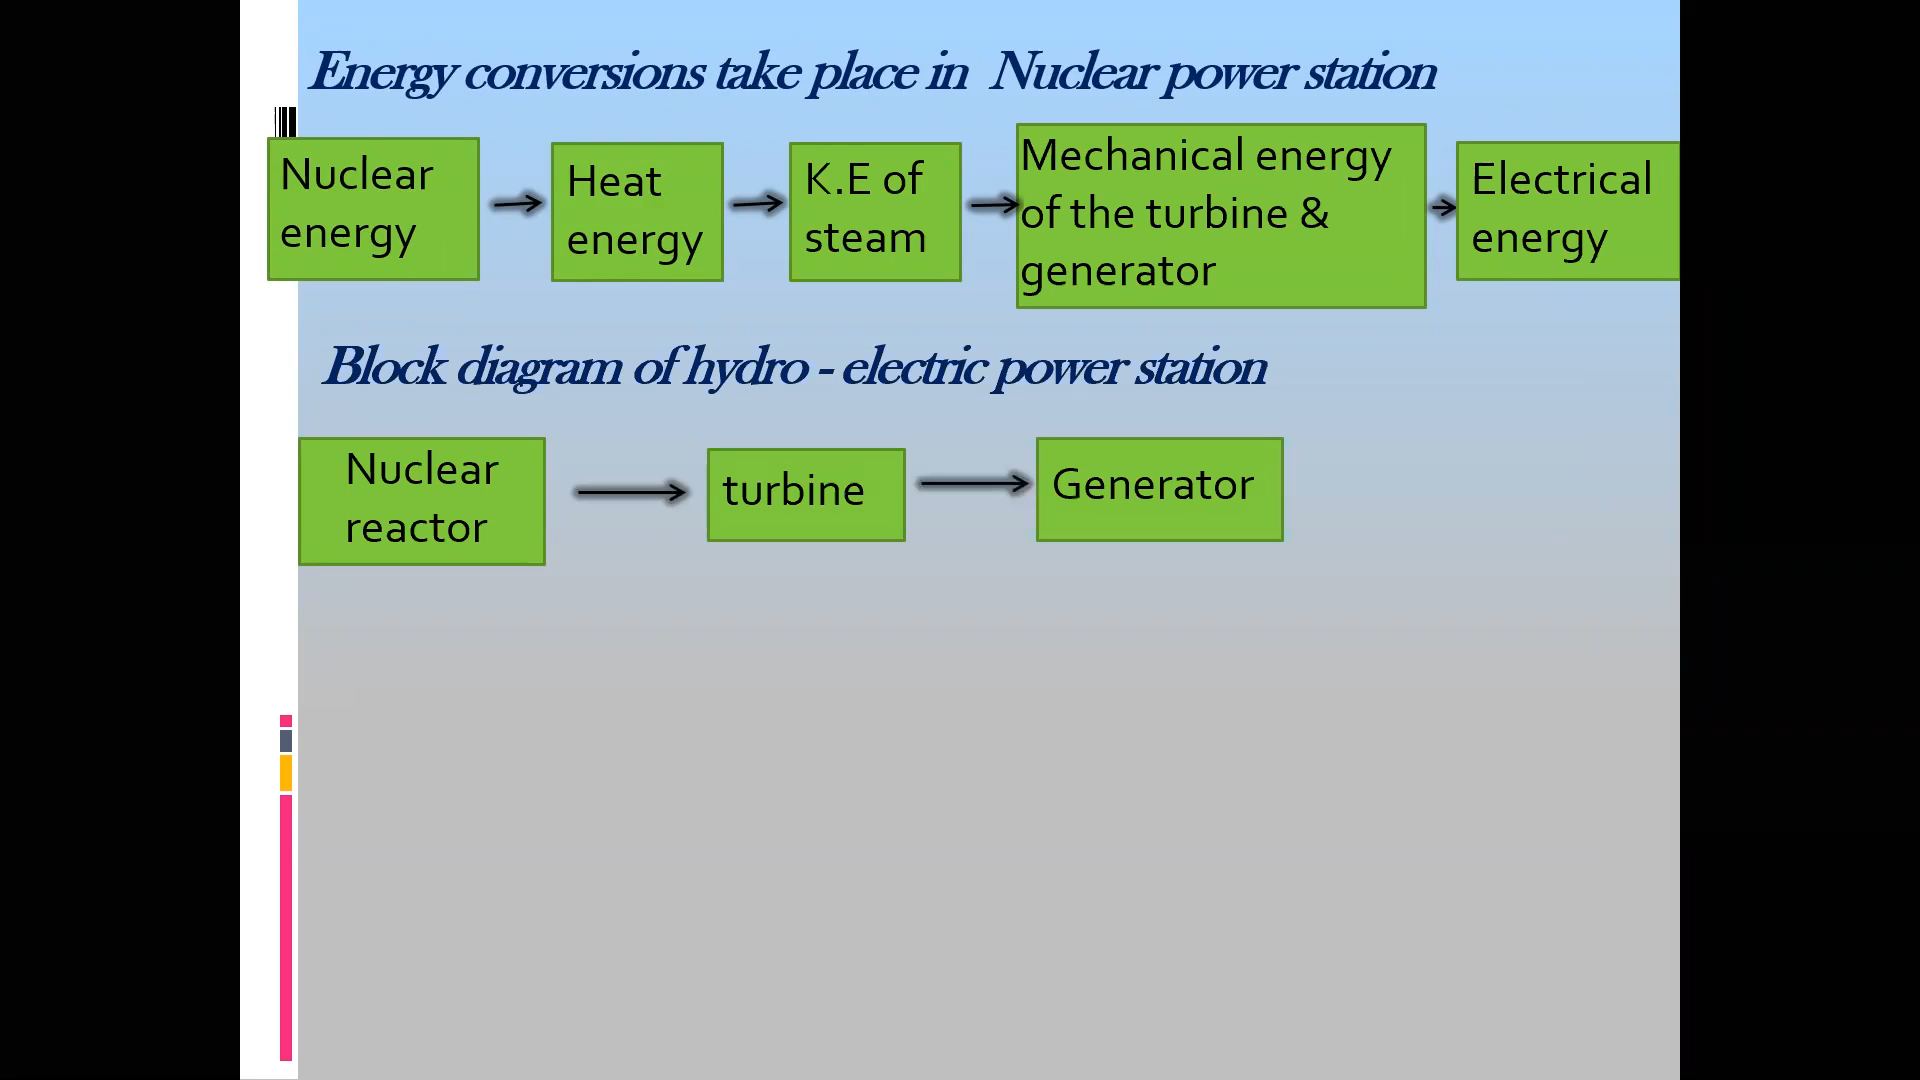 Energy conversions take place in Nuclear power station
Nuclear
energy
Heat
energy
K.E of
steam
Mechanical energy
of the turbine &
generator
Electrical
energy
Block diagram of hydro - electric power station
Nuclear
reactor
turbine
Generator